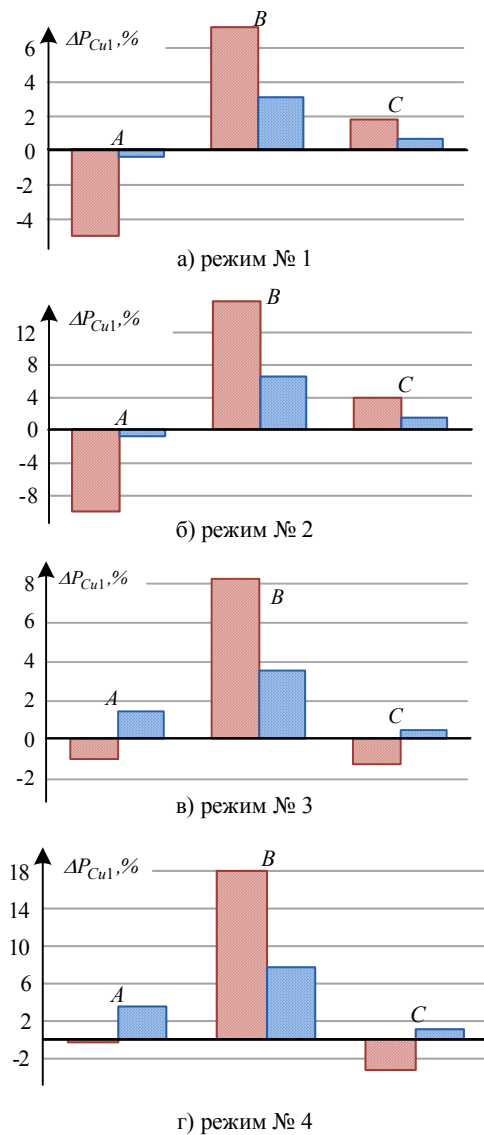 ΔP_Cu1,%
B
6
4
C
2
A
0
-2
-4
а) режим № 1
ΔP_Cu1,%
B
12
8
C
4
A
0
-4
-8
б) режим № 2
8
ΔP_Cu1,%
B
6
4
A
2
C
0
-2
в) режим № 3
18
ΔP_Cu1,%
B
14
10
6
A
2
C
-2
г) режим № 4